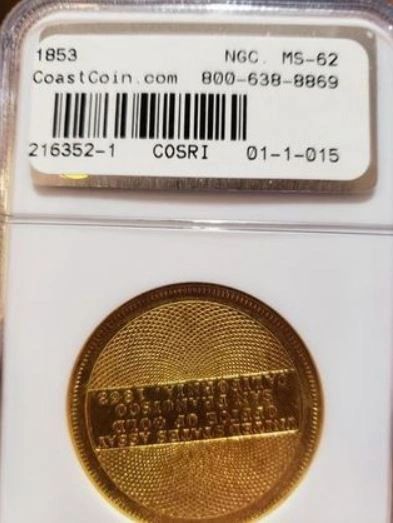 1853 NGC. MS-62
CoastCoin.com 800-638-8869
216352-1 COSRI 01-1-015
UNITED STATES ASSAY
OFFICE OF GOLD
SAN FRANCISCO
CALIFORNIA. 1853